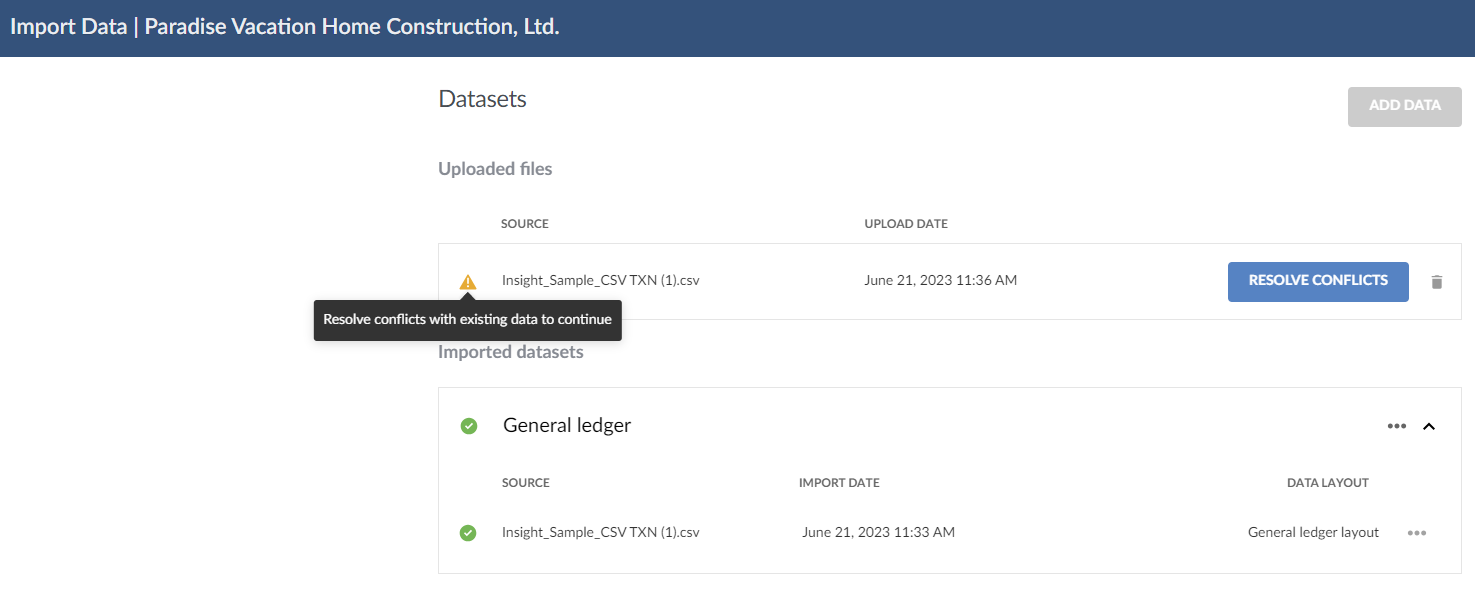 Import Data | Paradise Vacation Home Construction, Ltd.
Datasets
ADD DATA
Uploaded files
SOURCE UPLOAD DATE
Insight_Sample_CSV TXN (1).csv June 21, 2023 11:36 AM RESOLVE CONFLICTS
Resolve conflicts with existing data to continue
Imported datasets
General ledger
SOURCE IMPORT DATE DATA LAYOUT
Insight_Sample_CSV TXN (1).csv June 21, 2023 11:33 AM General ledger layout